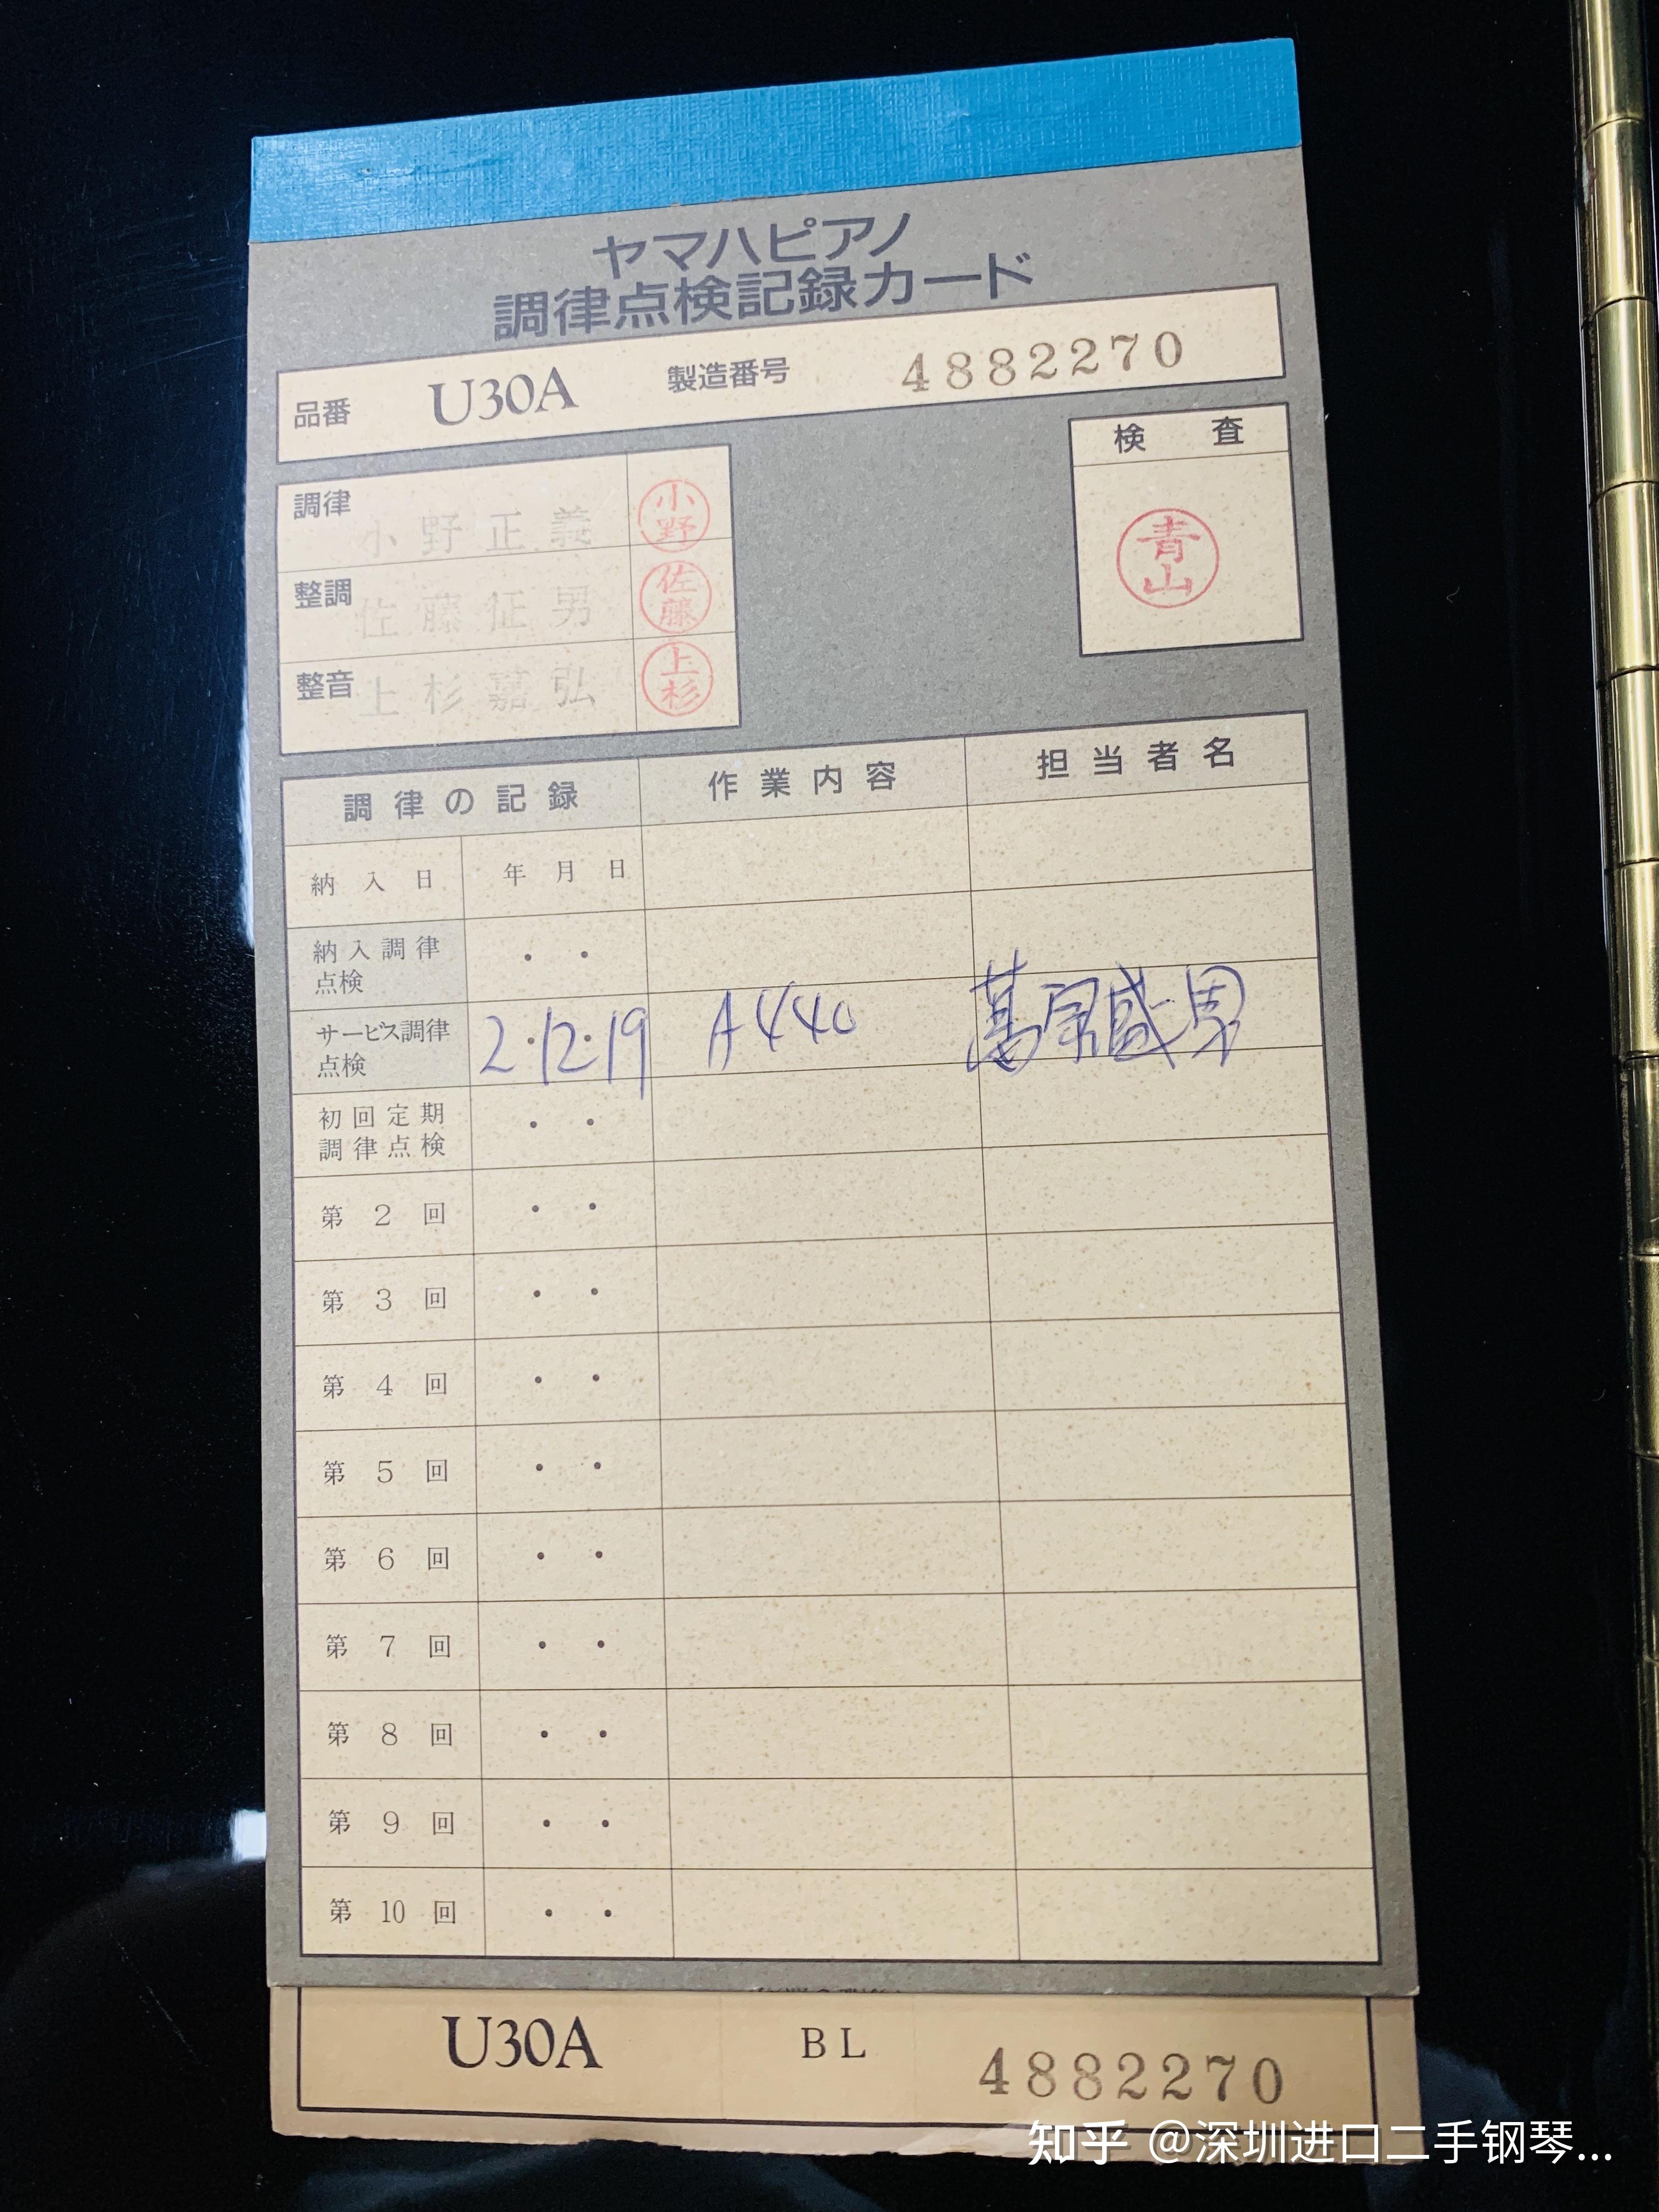 ヤマハピアノ
調律点検記録カード
品番 U30A 製造番号 4882270
検査
青山
調律 小野正義 小野
整調 佐藤征男 佐藤
整音 上杉嘉弘 上杉
調律の記録 作業内容 担当者名
納入日 年 月 日
納入調律点検 ・ ・
サービス調律点検 2・12・19 A440
初回定期調律点検 ・ ・
第2回 ・ ・
第3回 ・ ・
第4回 ・ ・
第5回 ・ ・
第6回 ・ ・
第7回 ・ ・
第8回 ・ ・
第9回 ・ ・
第10回 ・ ・
U30A BL 4882270
知乎 @深圳进口二手钢琴...